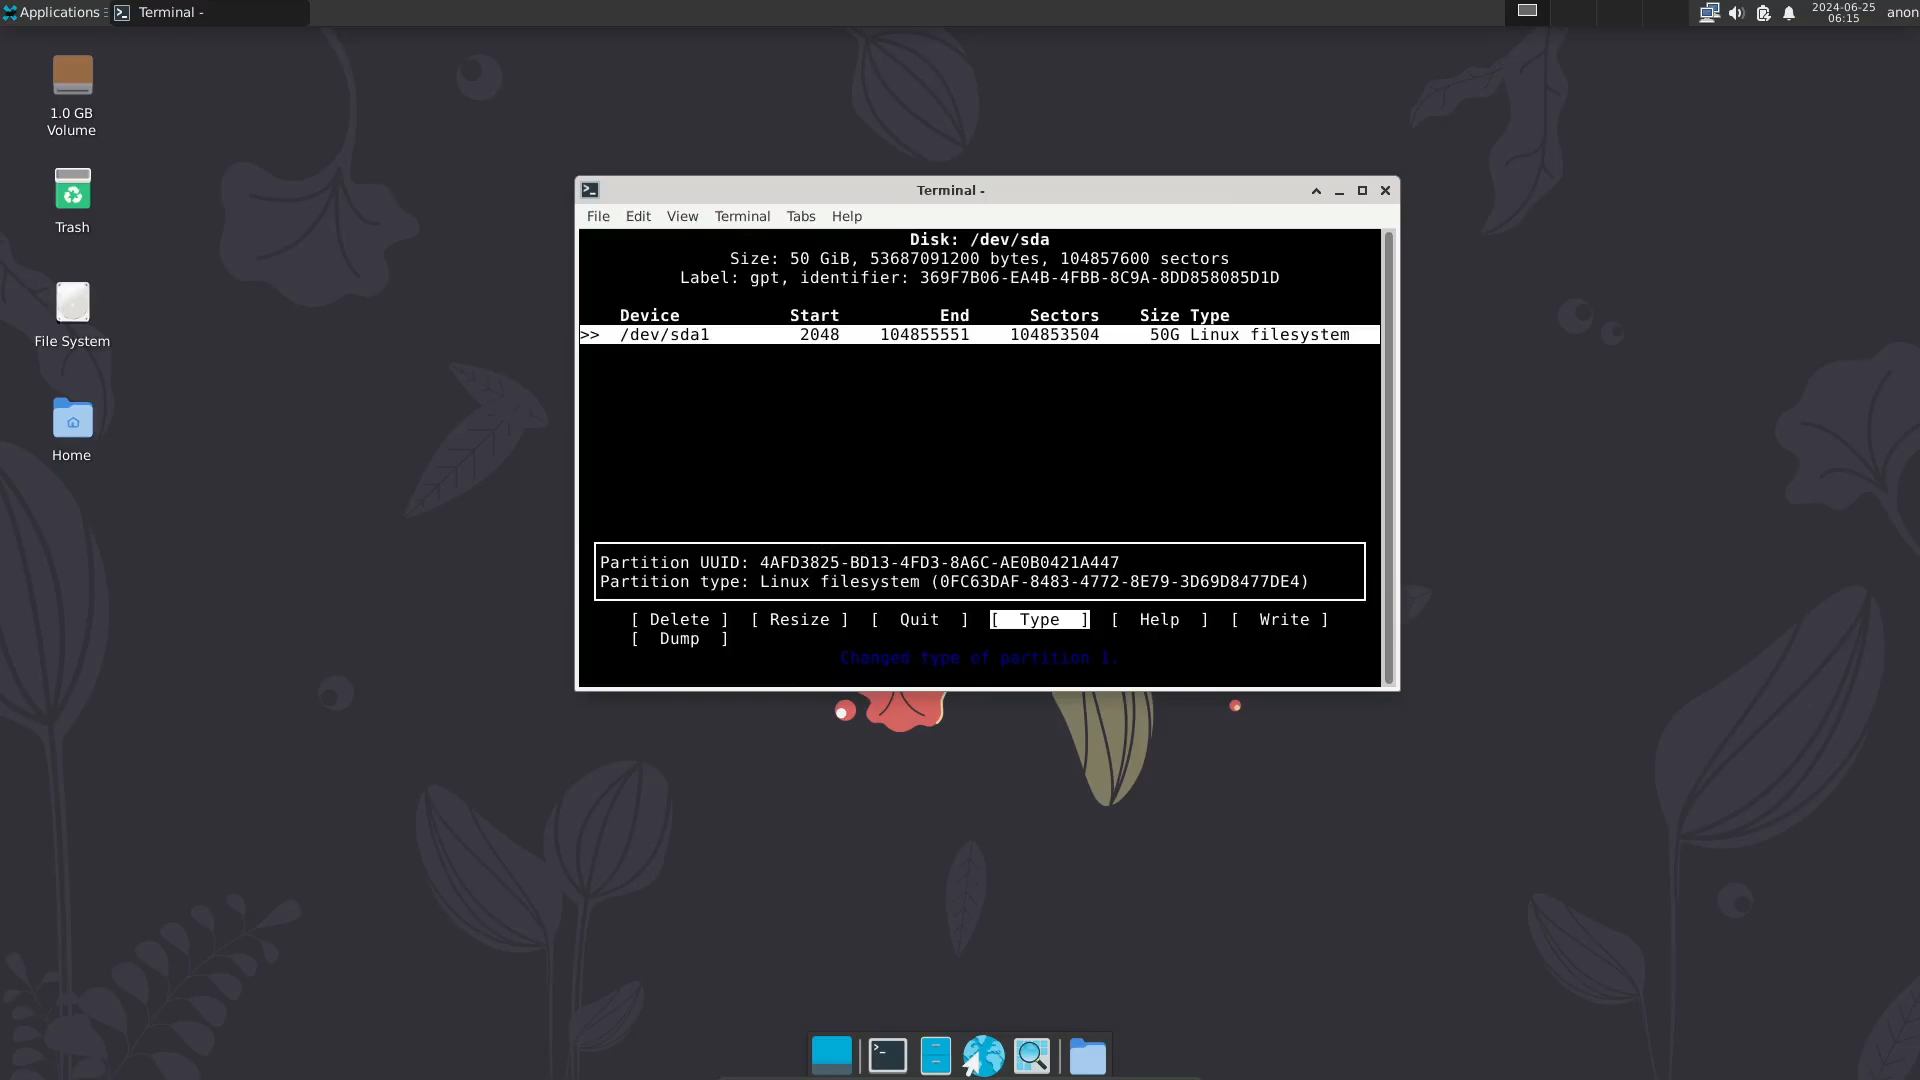 Applications
Terminal -
2024-06-25
06:15
anon
1.0 GB
Volume
Trash
File System
Home
Terminal -
File Edit View Terminal Tabs Help
Disk: /dev/sda
Size: 50 GiB, 53687091200 bytes, 104857600 sectors
Label: gpt, identifier: 369F7B06-EA4B-4FBB-8C9A-8DD858085D1D
Device Start End Sectors Size Type
>> /dev/sda1 2048 104855551 104853504 50G Linux filesystem
Partition UUID: 4AFD3825-BD13-4FD3-8A6C-AE0B0421A447
Partition type: Linux filesystem (0FC63DAF-8483-4772-8E79-3D69D8477DE4)
[ Delete ] [ Resize ] [ Quit ] [ Type ] [ Help ] [ Write ]
[ Dump ]
Changed type of partition 1.